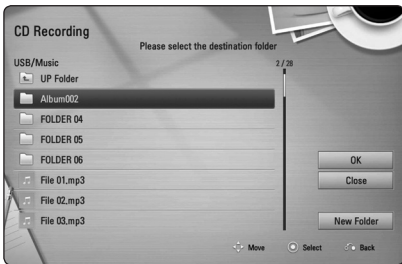 CD Recording
Please select the destination folder
USB/Music
2 / 28
UP Folder
Album002
FOLDER 04
FOLDER 05
FOLDER 06
OK
File 01.mp3
Close
File 02.mp3
File 03.mp3
New Folder
Move
Select
Back